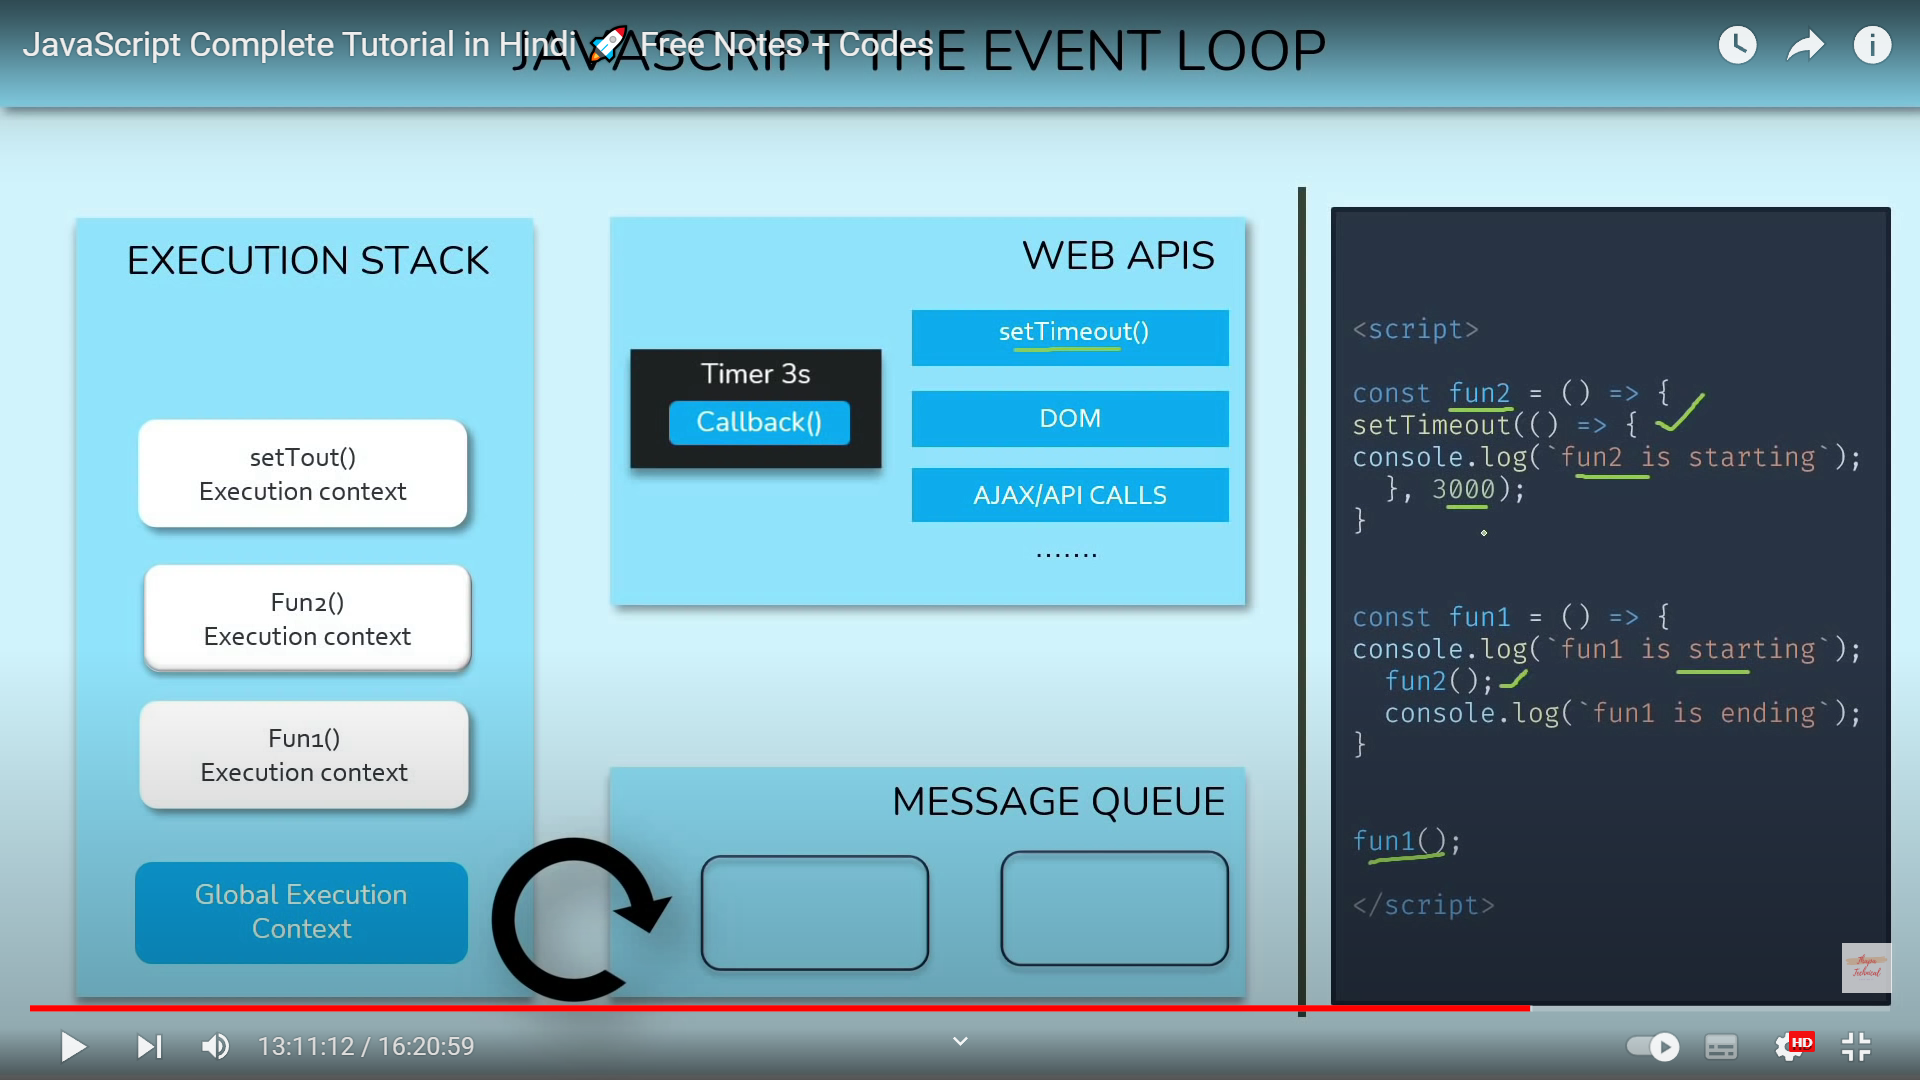 JavaScript Complete Tutorial in Hindi 🚀 Free Notes + Codes
JAVASCRIPT THE EVENT LOOP
EXECUTION STACK
setTout()
Execution context
Fun2()
Execution context
Fun1()
Execution context
Global Execution
Context
WEB APIS
Timer 3s
Callback()
setTimeout()
DOM
AJAX/API CALLS
.......
MESSAGE QUEUE
<script>
const fun2 = () => {
setTimeout(() => {
console.log(`fun2 is starting`);
}, 3000);
}
const fun1 = () => {
console.log(`fun1 is starting`);
fun2();
console.log(`fun1 is ending`);
}
fun1();
</script>
Thapa
Technical
13:11:12 / 16:20:59
HD